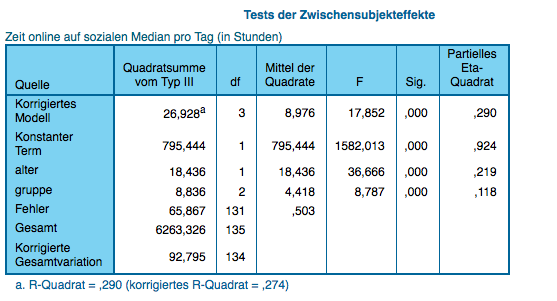 Tests der Zwischensubjekteffekte
Zeit online auf sozialen Median pro Tag (in Stunden)
Quelle	Quadratsumme vom Typ III	df	Mittel der Quadrate	F	Sig.	Partielles Eta-Quadrat
Korrigiertes Modell	26,928a	3	8,976	17,852	,000	,290
Konstanter Term	795,444	1	795,444	1582,013	,000	,924
alter	18,436	1	18,436	36,666	,000	,219
gruppe	8,836	2	4,418	8,787	,000	,118
Fehler	65,867	131	,503
Gesamt	6263,326	135
Korrigierte Gesamtvariation	92,795	134
a. R-Quadrat = ,290 (korrigiertes R-Quadrat = ,274)